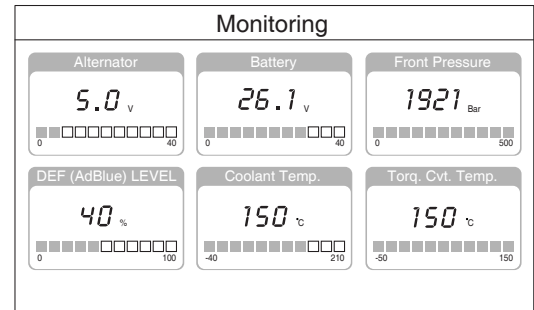 Monitoring
Alternator
5.0 V
0 40
Battery
26.1 V
0 40
Front Pressure
1921 Bar
0 500
DEF (AdBlue) LEVEL
40 %
0 100
Coolant Temp.
150 °C
-40 210
Torq. Cvt. Temp.
150 °C
-50 150